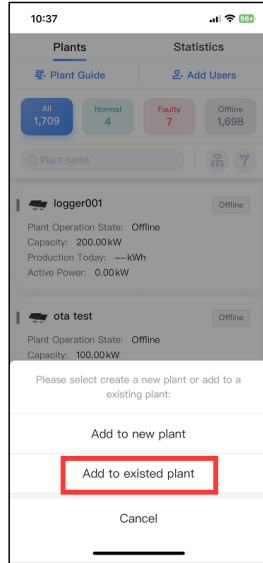 10:37
96+
Plants Statistics
Plant Guide Add Users
All Normal Faulty Offline
1,709 4 7 1,698
Plant name
logger001 Offline
Plant Operation State: Offline
Capacity: 200.00kW
Production Today: --kWh
Active Power: 0.00kW
ota test Offline
Plant Operation State: Offline
Capacity: 100.00kW
Please select create a new plant or add to a
existing plant:
Add to new plant
Add to existed plant
Cancel